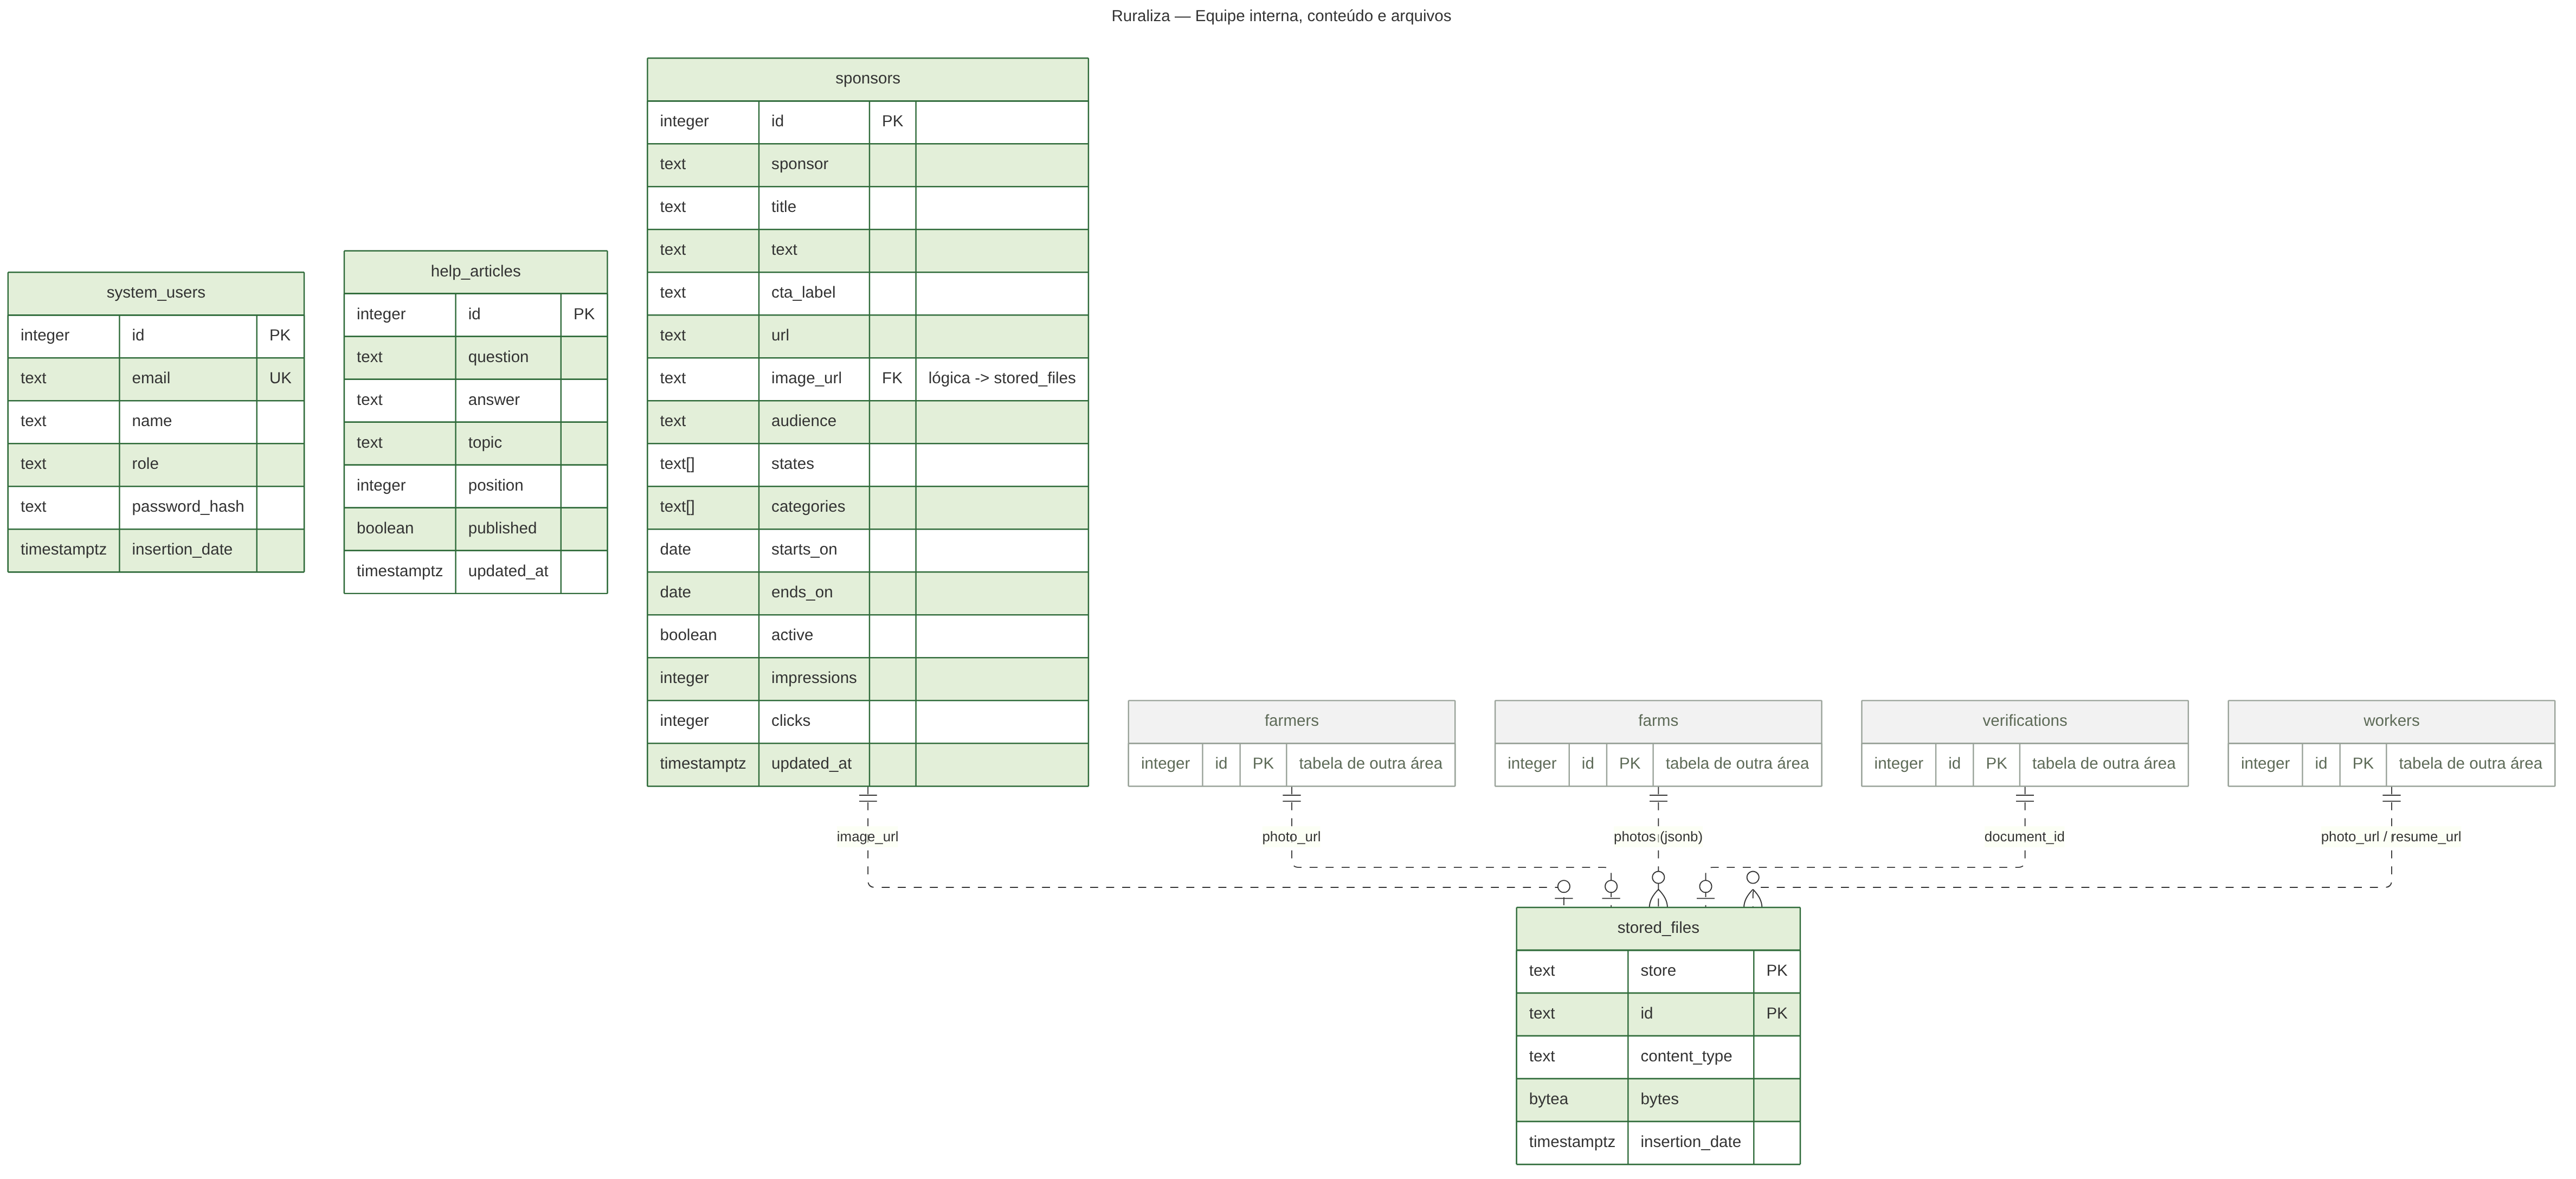 Ruraliza — Equipe interna, conteúdo e arquivos
system_users
integer id PK
text email UK
text name
text role
text password_hash
timestamptz insertion_date
help_articles
integer id PK
text question
text answer
text topic
integer position
boolean published
timestamptz updated_at
sponsors
integer id PK
text sponsor
text title
text text
text cta_label
text url
text image_url FK lógica -> stored_files
text audience
text[] states
text[] categories
date starts_on
date ends_on
boolean active
integer impressions
integer clicks
timestamptz updated_at
farmers
integer id PK tabela de outra área
farms
integer id PK tabela de outra área
verifications
integer id PK tabela de outra área
workers
integer id PK tabela de outra área
image_url
photo_url
photos (jsonb)
document_id
photo_url / resume_url
stored_files
text store PK
text id PK
text content_type
bytea bytes
timestamptz insertion_date